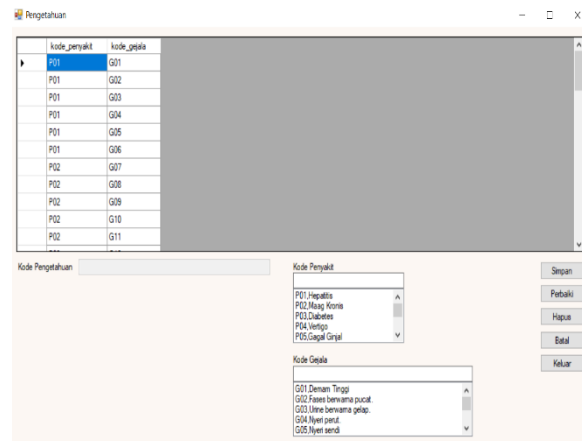 Pengetahuan
kode_penyakit kode_gejala
P01 G01
P01 G02
P01 G03
P01 G04
P01 G05
P01 G06
P02 G07
P02 G08
P02 G09
P02 G10
P02 G11
Kode Pengetahuan
Kode Penyakit
P01,Hepatitis
P02,Maag Kronis
P03,Diabetes
P04,Vertigo
P05,Gagal Ginjal
Kode Gejala
G01,Demam Tinggi
G02,Fases berwarna pucat.
G03,Urine berwarna gelap.
G04,Nyeri perut.
G05,Nyeri sendi
Simpan
Perbaiki
Hapus
Batal
Keluar